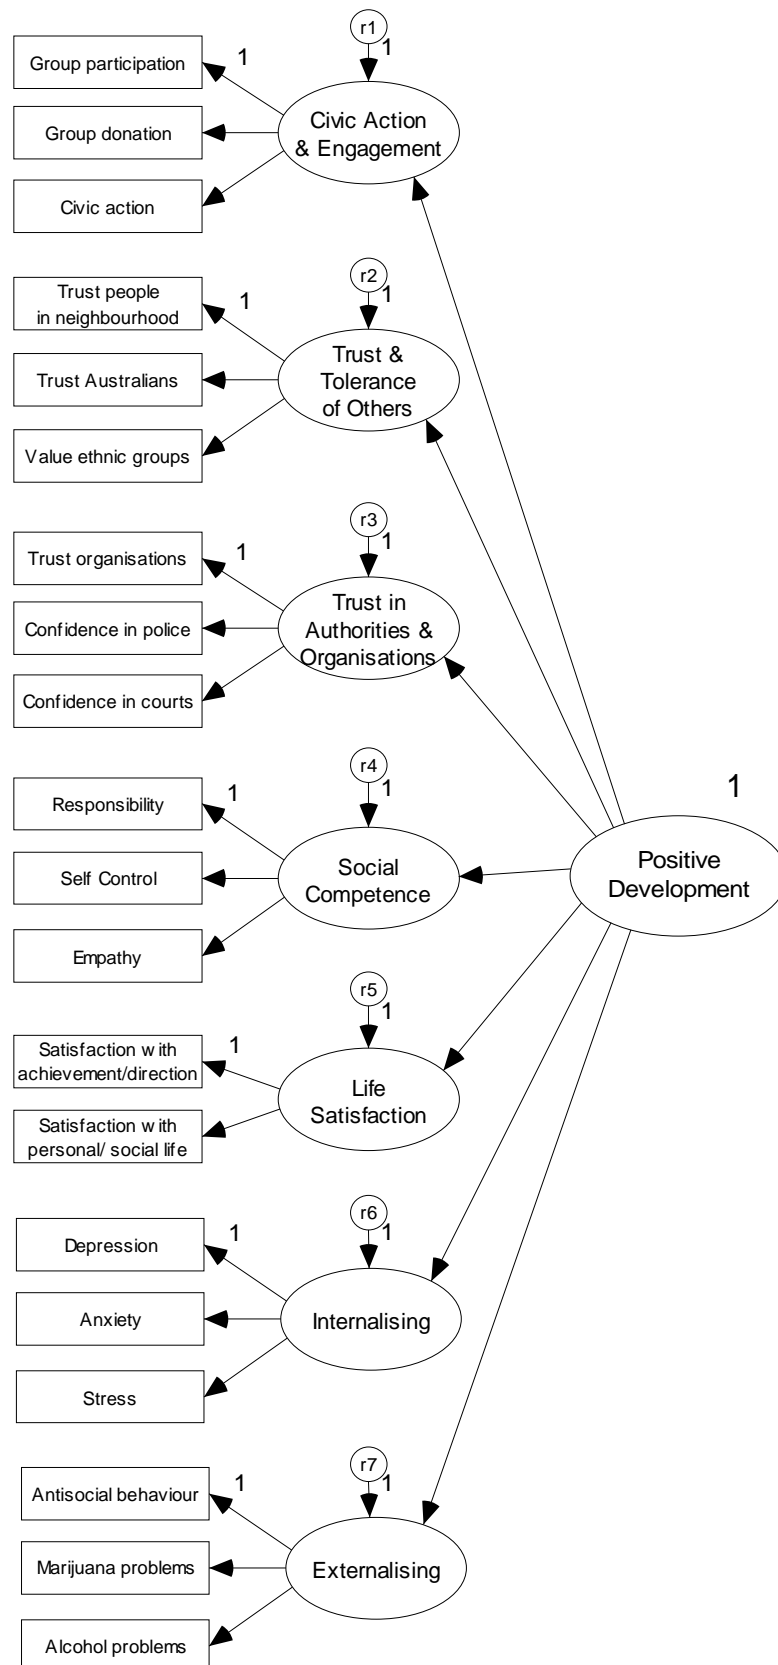 r1
1
Group participation
1
Civic Action
& Engagement
Group donation
Civic action
r2
1
Trust people
in neighbourhood
1
Trust &
Tolerance
of Others
Trust Australians
Value ethnic groups
r3
1
Trust organisations
1
Trust in
Authorities &
Organisations
Confidence in police
Confidence in courts
r4
1
Responsibility
1
Social
Competence
Self Control
Empathy
1
Positive
Development
r5
1
Satisfaction with
achievement/direction
1
Life
Satisfaction
Satisfaction with
personal/ social life
r6
1
Depression
1
Internalising
Anxiety
Stress
r7
1
Antisocial behaviour
1
Externalising
Marijuana problems
Alcohol problems